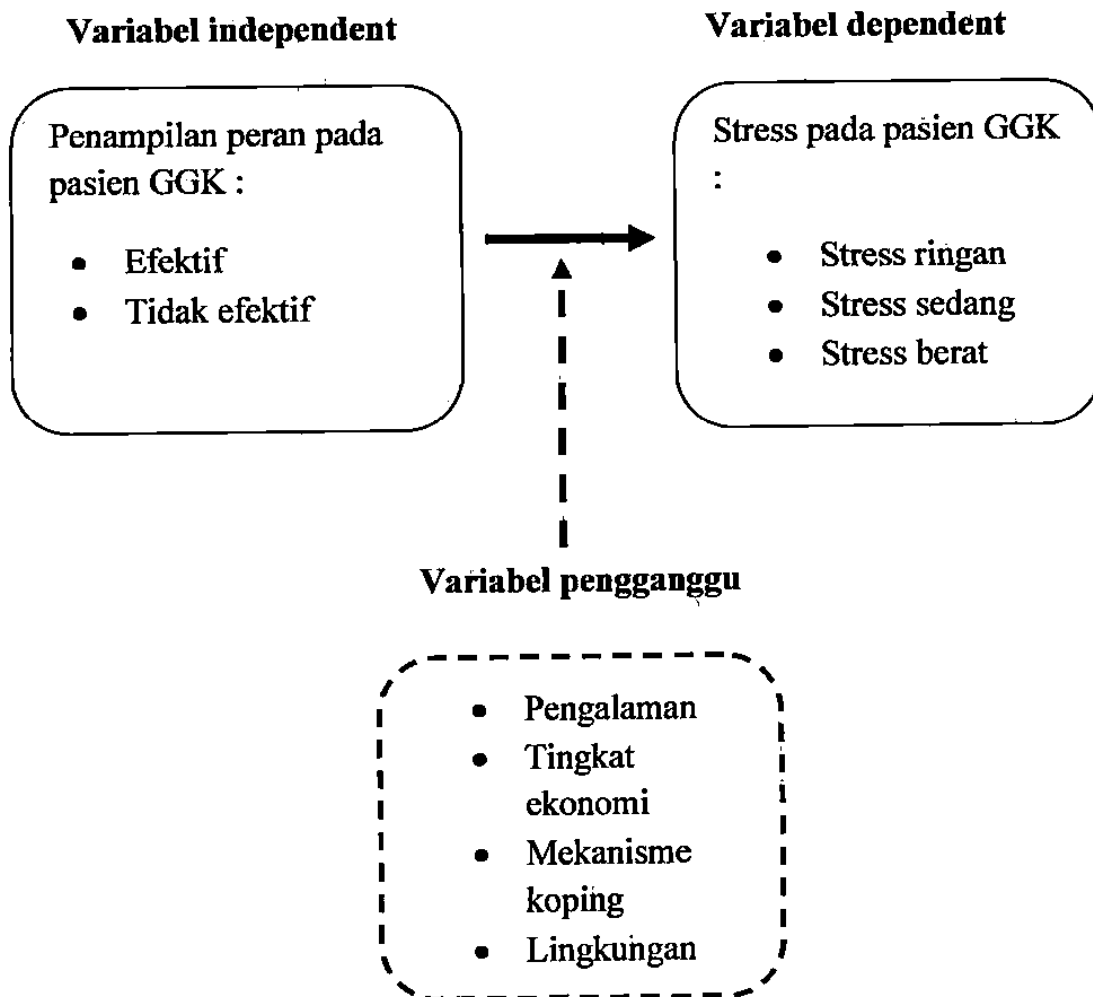 Variabel independent
Variabel dependent
Penampilan peran pada
pasien GGK :
• Efektif
• Tidak efektif
Stress pada pasien GGK
:
• Stress ringan
• Stress sedang
• Stress berat
Variabel pengganggu
• Pengalaman
• Tingkat
ekonomi
• Mekanisme
koping
• Lingkungan